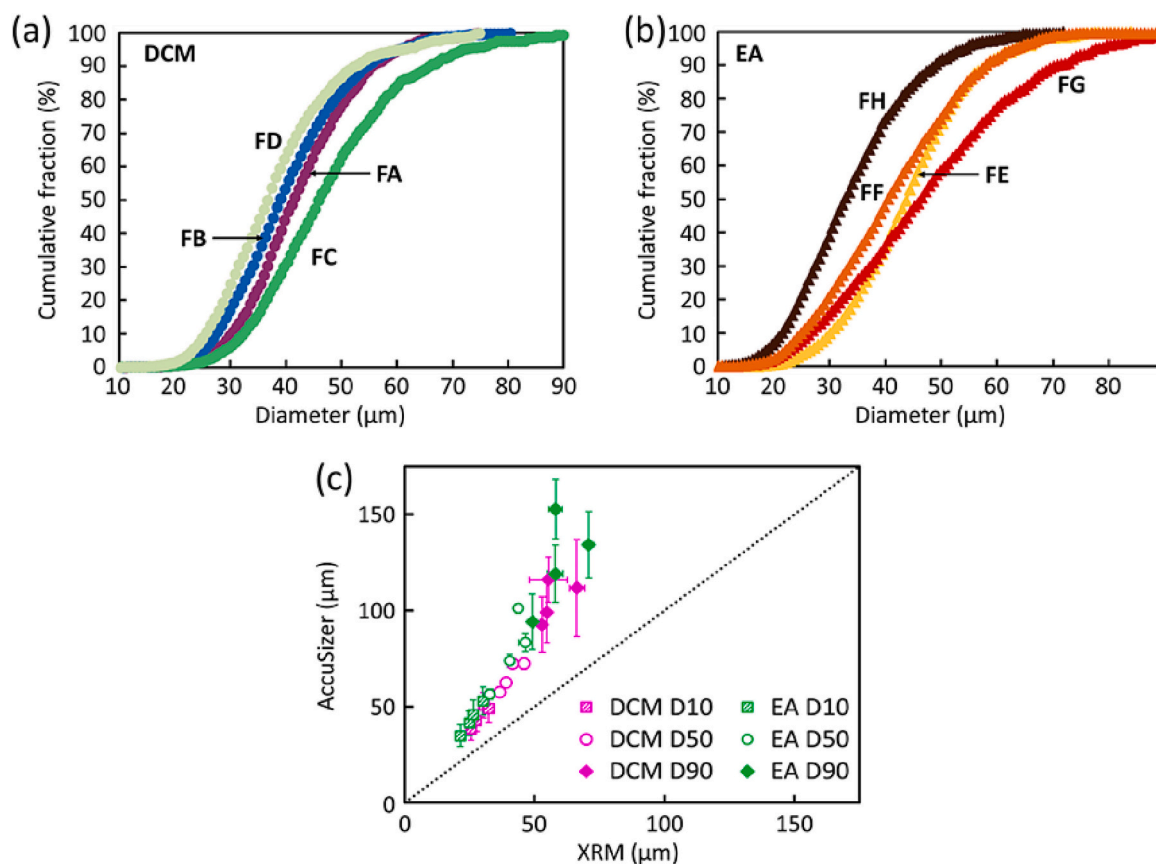 (a)
DCM
100
90
80
70
60
50
40
30
20
10
0
Cumulative fraction (%)
FD
FA
FB
FC
10 20 30 40 50 60 70 80 90
Diameter (μm)
(b)
EA
100
90
80
70
60
50
40
30
20
10
0
Cumulative fraction (%)
FH
FG
FF
FE
10 20 30 40 50 60 70 80
Diameter (μm)
(c)
150
100
50
0
AccuSizer (μm)
DCM D10 EA D10
DCM D50 EA D50
DCM D90 EA D90
0 50 100 150
XRM (μm)